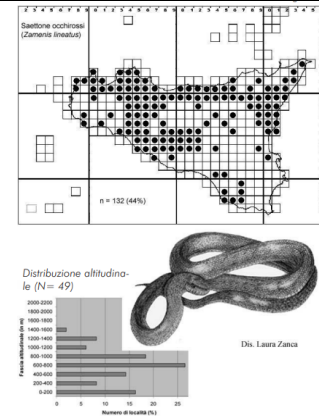 Saettone occhirossi
(Zamenis lineatus)
n = 132 (44%)
Distribuzione altitudina-
le (N= 49)
Dis. Laura Zanca
Fascia altitudinale (in m)
2000-2200
1800-2000
1600-1800
1400-1600
1200-1400
1000-1200
800-1000
600-800
400-600
200-400
0-200
0 5 10 15 20 25
Numero di località (%)